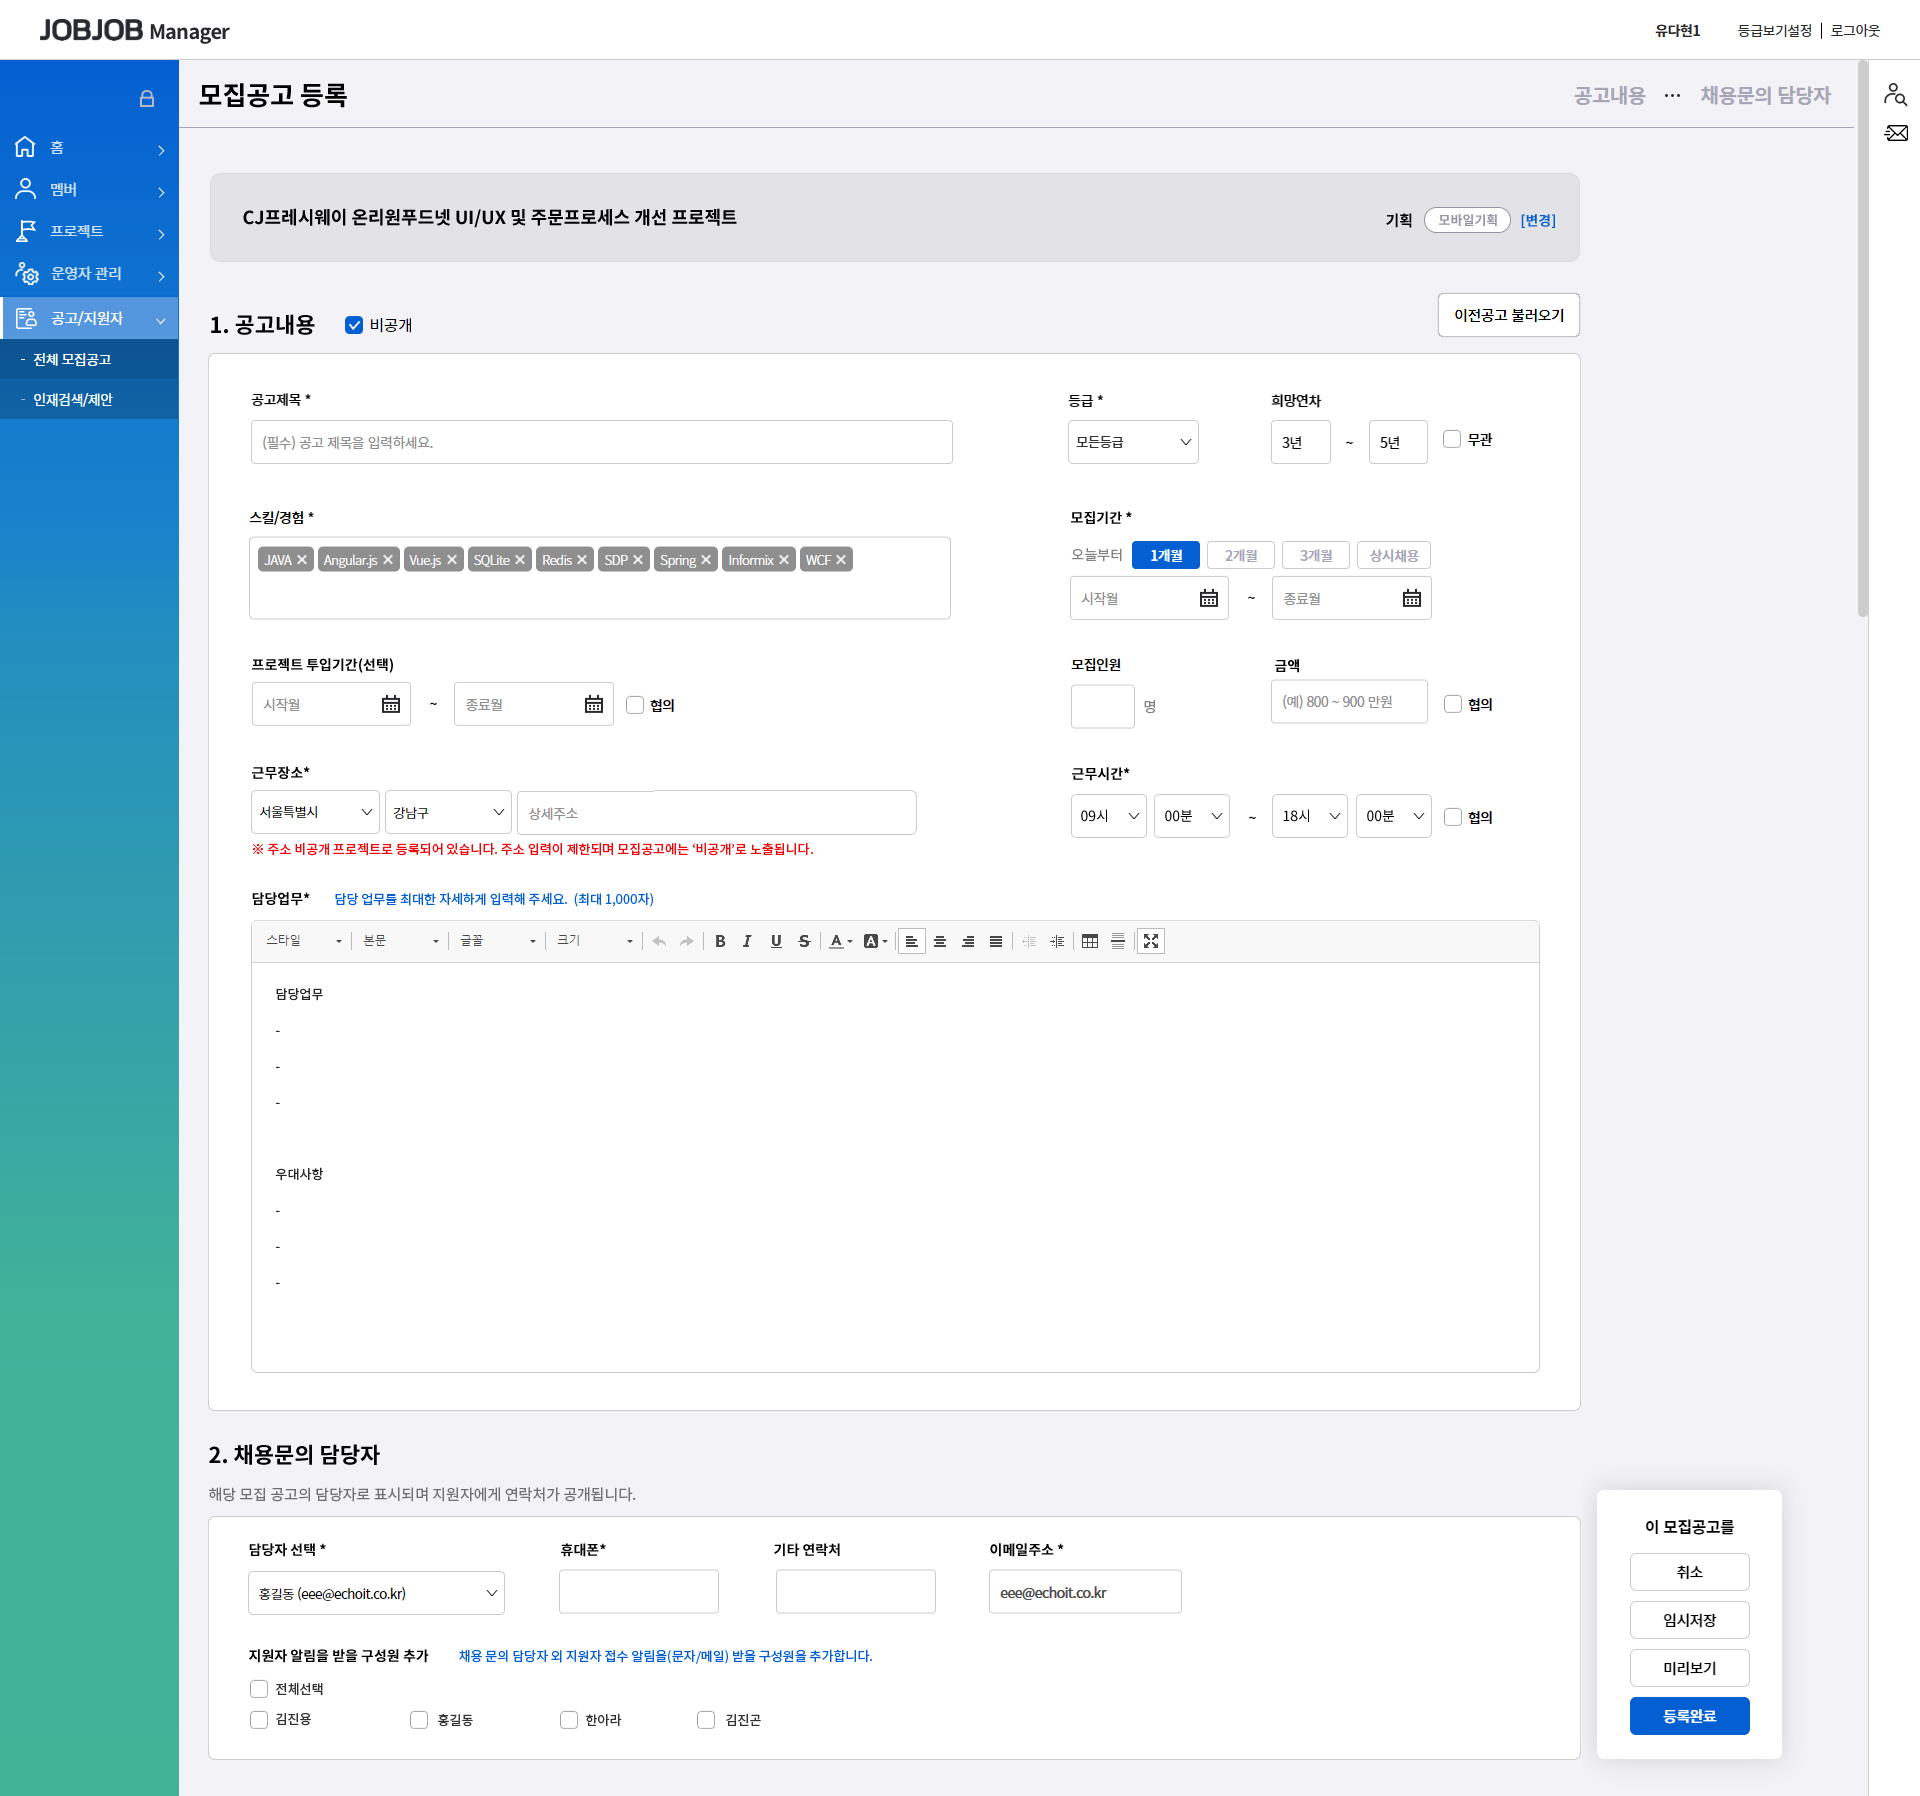 JOBJOB Manager
유다현1
등급보기설정 | 로그아웃
홈
멤버
프로젝트
운영자 관리
공고/지원자
- 전체 모집공고
- 인재검색/제안
모집공고 등록
공고내용 ··· 채용문의 담당자
CJ프레시웨이 온리원푸드넷 UI/UX 및 주문프로세스 개선 프로젝트
기획 모바일기획 [변경]
1. 공고내용 비공개
이전공고 불러오기
공고제목 * 등급 * 희망연차
(필수) 공고 제목을 입력하세요. 모든등급 3년 ~ 5년 무관
스킬/경험 * 모집기간 *
JAVA Angular.js Vue.js SQLite Redis SDP Spring Informix WCF
오늘부터 1개월 2개월 3개월 상시채용
시작월 ~ 종료월
프로젝트 투입기간(선택) 모집인원 금액
시작월 ~ 종료월 협의 명 (예) 800 ~ 900 만원 협의
근무장소* 근무시간*
서울특별시 강남구 상세주소 09시 00분 ~ 18시 00분 협의
※ 주소 비공개 프로젝트로 등록되어 있습니다. 주소 입력이 제한되며 모집공고에는 ‘비공개’로 노출됩니다.
담당업무* 담당 업무를 최대한 자세하게 입력해 주세요. (최대 1,000자)
스타일 본문 글꼴 크기 B I U S A A
담당업무
-
-
-
우대사항
-
-
-
2. 채용문의 담당자
해당 모집 공고의 담당자로 표시되며 지원자에게 연락처가 공개됩니다.
담당자 선택 * 휴대폰* 기타 연락처 이메일주소 *
홍길동 (eee@echoit.co.kr) eee@echoit.co.kr
지원자 알림을 받을 구성원 추가 채용 문의 담당자 외 지원자 접수 알림을(문자/메일) 받을 구성원을 추가합니다.
전체선택
김진용 홍길동 한아라 김진곤
이 모집공고를
취소
임시저장
미리보기
등록완료